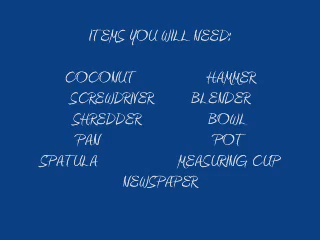 ITEMS YOU WILL NEED:
COCONUT HAMMER
SCREWDRIVER BLENDER
SHREDDER BOWL
PAN POT
SPATULA MEASURING CUP
NEWSPAPER